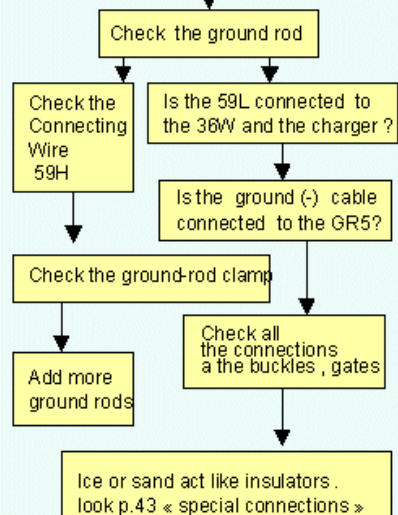 Check the ground rod
Check the
Connecting
Wire
59H
Is the 59L connected to
the 36W and the charger ?
Is the ground (-) cable
connected to the GR5?
Check the ground-rod clamp
Check all
the connections
a the buckles , gates
Add more
ground rods
Ice or sand act like insulators .
look p.43 « special connections »